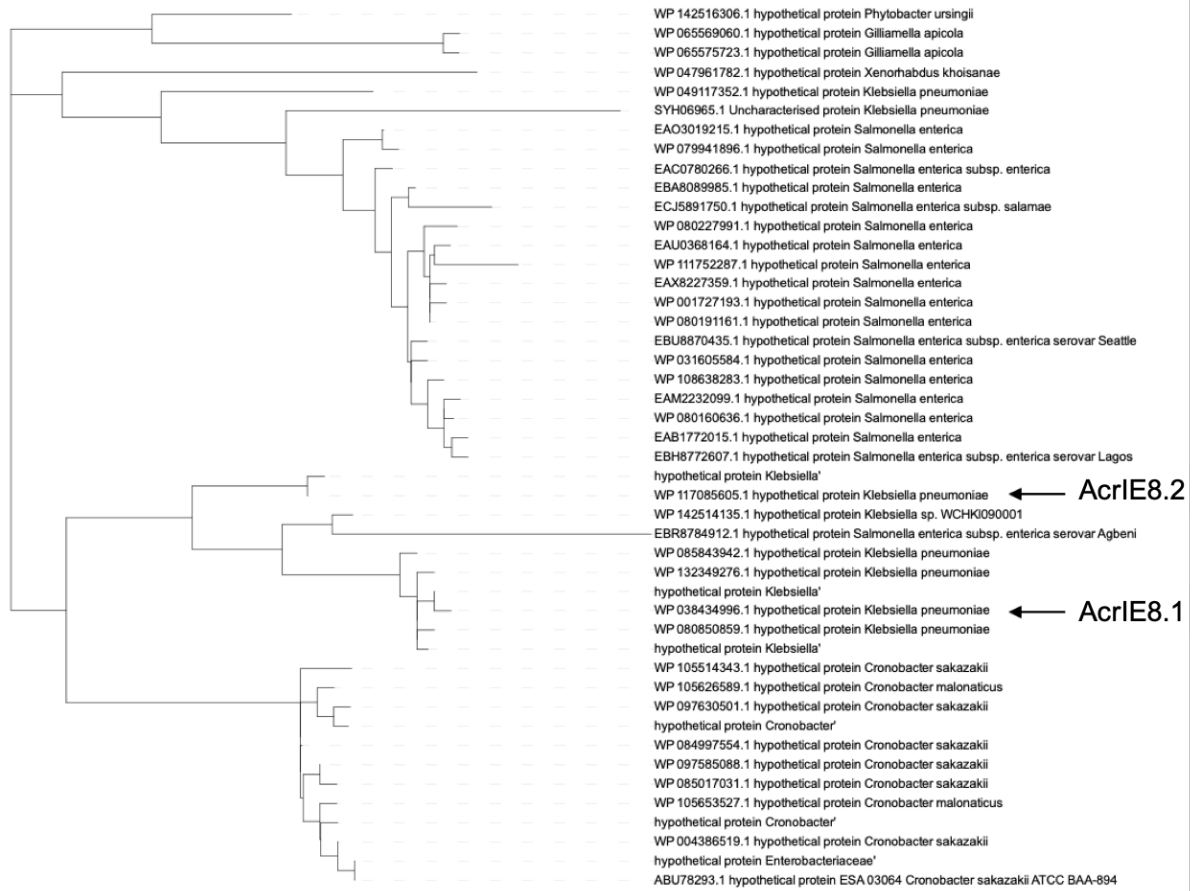 WP 142516306.1 hypothetical protein Phytobacter ursingii
WP 065569060.1 hypothetical protein Gilliamella apicola
WP 065575723.1 hypothetical protein Gilliamella apicola
WP 047961782.1 hypothetical protein Xenorhabdus khoisanae
WP 049117352.1 hypothetical protein Klebsiella pneumoniae
SYH06965.1 Uncharacterised protein Klebsiella pneumoniae
EAO3019215.1 hypothetical protein Salmonella enterica
WP 079941896.1 hypothetical protein Salmonella enterica
EAC0780266.1 hypothetical protein Salmonella enterica subsp. enterica
EBA8089985.1 hypothetical protein Salmonella enterica
ECJ5891750.1 hypothetical protein Salmonella enterica subsp. salamae
WP 080227991.1 hypothetical protein Salmonella enterica
EAU0368164.1 hypothetical protein Salmonella enterica
WP 111752287.1 hypothetical protein Salmonella enterica
EAX8227359.1 hypothetical protein Salmonella enterica
WP 001727193.1 hypothetical protein Salmonella enterica
WP 080191161.1 hypothetical protein Salmonella enterica
EBU8870435.1 hypothetical protein Salmonella enterica subsp. enterica serovar Seattle
WP 031605584.1 hypothetical protein Salmonella enterica
WP 108638283.1 hypothetical protein Salmonella enterica
EAM2232099.1 hypothetical protein Salmonella enterica
WP 080160636.1 hypothetical protein Salmonella enterica
EAB1772015.1 hypothetical protein Salmonella enterica
EBH8772607.1 hypothetical protein Salmonella enterica subsp. enterica serovar Lagos
hypothetical protein Klebsiella'
WP 117085605.1 hypothetical protein Klebsiella pneumoniae AcrIE8.2
WP 142514135.1 hypothetical protein Klebsiella sp. WCHKl090001
EBR8784912.1 hypothetical protein Salmonella enterica subsp. enterica serovar Agbeni
WP 085843942.1 hypothetical protein Klebsiella pneumoniae
WP 132349276.1 hypothetical protein Klebsiella pneumoniae
hypothetical protein Klebsiella'
WP 038434996.1 hypothetical protein Klebsiella pneumoniae AcrIE8.1
WP 080850859.1 hypothetical protein Klebsiella pneumoniae
hypothetical protein Klebsiella'
WP 105514343.1 hypothetical protein Cronobacter sakazakii
WP 105626589.1 hypothetical protein Cronobacter malonaticus
WP 097630501.1 hypothetical protein Cronobacter sakazakii
hypothetical protein Cronobacter'
WP 084997554.1 hypothetical protein Cronobacter sakazakii
WP 097585088.1 hypothetical protein Cronobacter sakazakii
WP 085017031.1 hypothetical protein Cronobacter sakazakii
WP 105653527.1 hypothetical protein Cronobacter malonaticus
hypothetical protein Cronobacter'
WP 004386519.1 hypothetical protein Cronobacter sakazakii
hypothetical protein Enterobacteriaceae'
ABU78293.1 hypothetical protein ESA 03064 Cronobacter sakazakii ATCC BAA-894